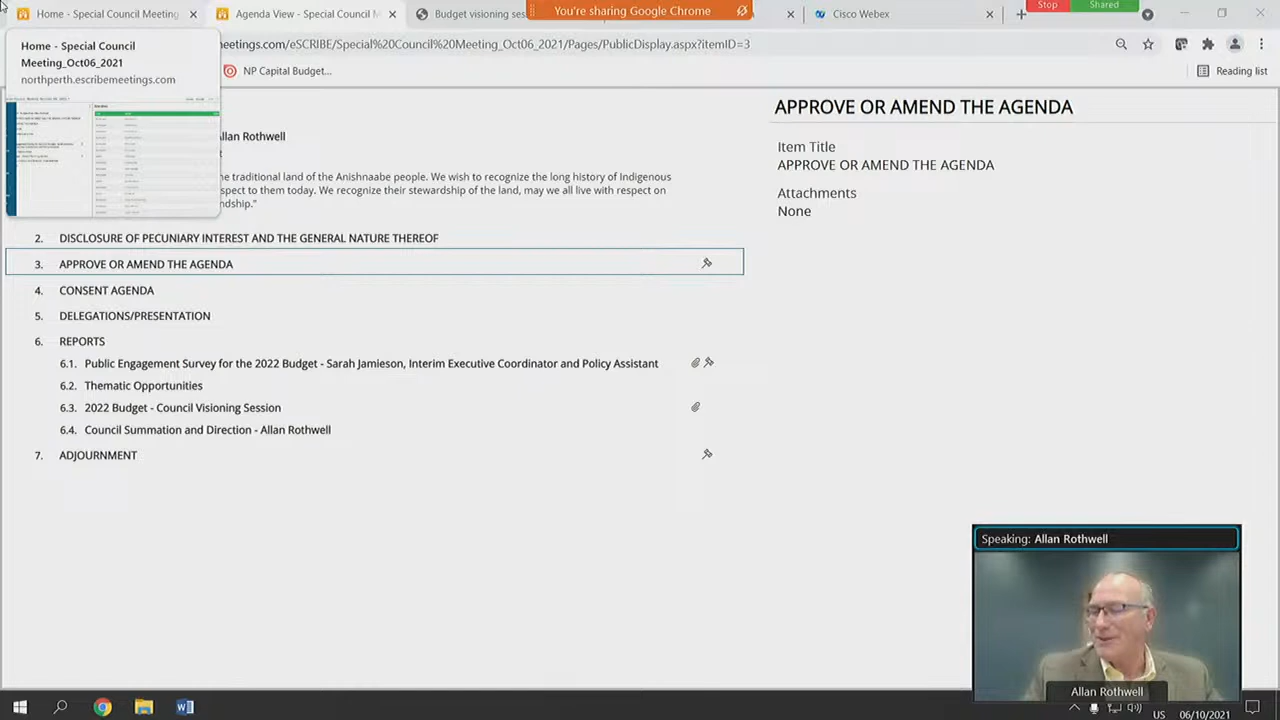 Home - Special Council Meeting
Agenda View - Special Council M
Budget visioning ses
You're sharing Google Chrome
Cisco Webex
Stop
Shared
Home - Special Council
Meeting_Oct06_2021
northperth.escribemeetings.com
meetings.com/eSCRIBE/Special%20Council%20Meeting_Oct06_2021/Pages/PublicDisplay.aspx?itemID=3
NP Capital Budget...
Reading list
Allan Rothwell
he traditional land of the Anishnaabe people. We wish to recognize the long history of Indigenous
spect to them today. We recognize their stewardship of the land, may we all live with respect on
ndship."
2. DISCLOSURE OF PECUNIARY INTEREST AND THE GENERAL NATURE THEREOF
3. APPROVE OR AMEND THE AGENDA
4. CONSENT AGENDA
5. DELEGATIONS/PRESENTATION
6. REPORTS
6.1. Public Engagement Survey for the 2022 Budget - Sarah Jamieson, Interim Executive Coordinator and Policy Assistant
6.2. Thematic Opportunities
6.3. 2022 Budget - Council Visioning Session
6.4. Council Summation and Direction - Allan Rothwell
7. ADJOURNMENT
APPROVE OR AMEND THE AGENDA
Item Title
APPROVE OR AMEND THE AGENDA
Attachments
None
Speaking: Allan Rothwell
Allan Rothwell
US
06/10/2021